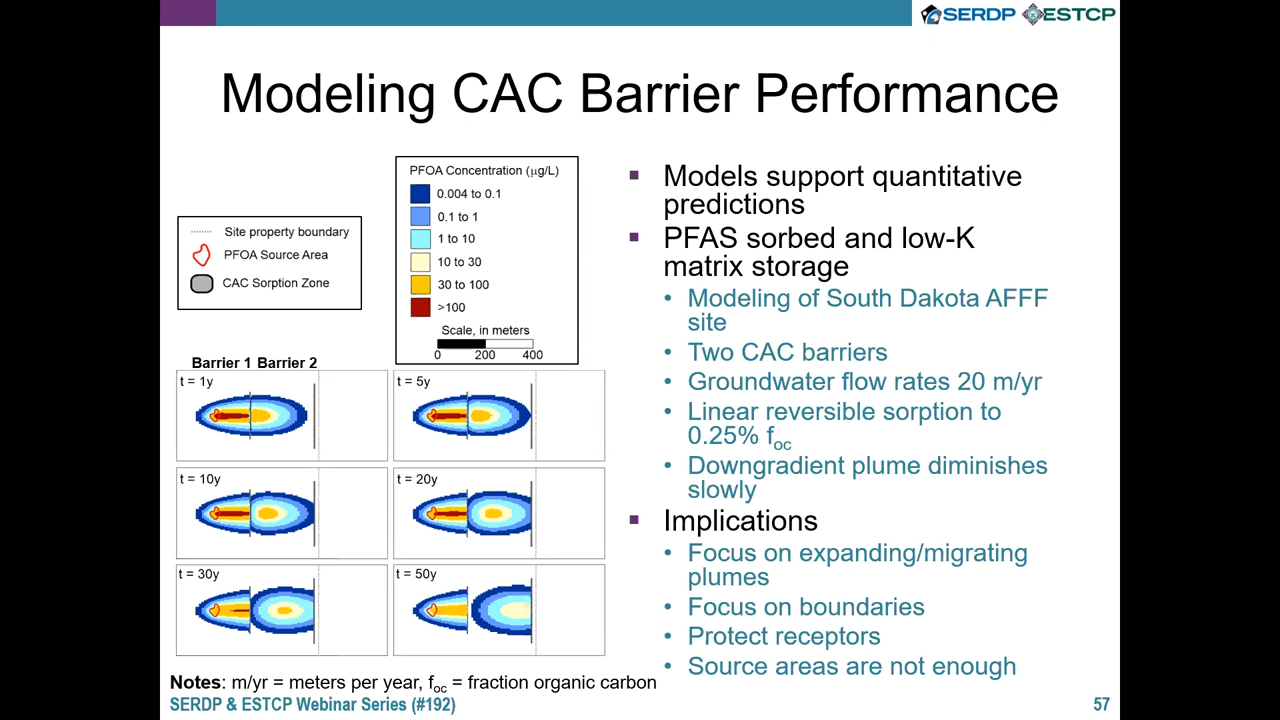 SERDP ESTCP
Modeling CAC Barrier Performance
PFOA Concentration (µg/L)
0.004 to 0.1
0.1 to 1
1 to 10
10 to 30
30 to 100
>100
Scale, in meters
0 200 400
Site property boundary
PFOA Source Area
CAC Sorption Zone
Barrier 1 Barrier 2
t = 1y
t = 5y
t = 10y
t = 20y
t = 30y
t = 50y
Models support quantitative
predictions
PFAS sorbed and low-K
matrix storage
Modeling of South Dakota AFFF
site
Two CAC barriers
Groundwater flow rates 20 m/yr
Linear reversible sorption to
0.25% foc
Downgradient plume diminishes
slowly
Implications
Focus on expanding/migrating
plumes
Focus on boundaries
Protect receptors
Source areas are not enough
Notes: m/yr = meters per year, foc = fraction organic carbon
SERDP & ESTCP Webinar Series (#192)
57